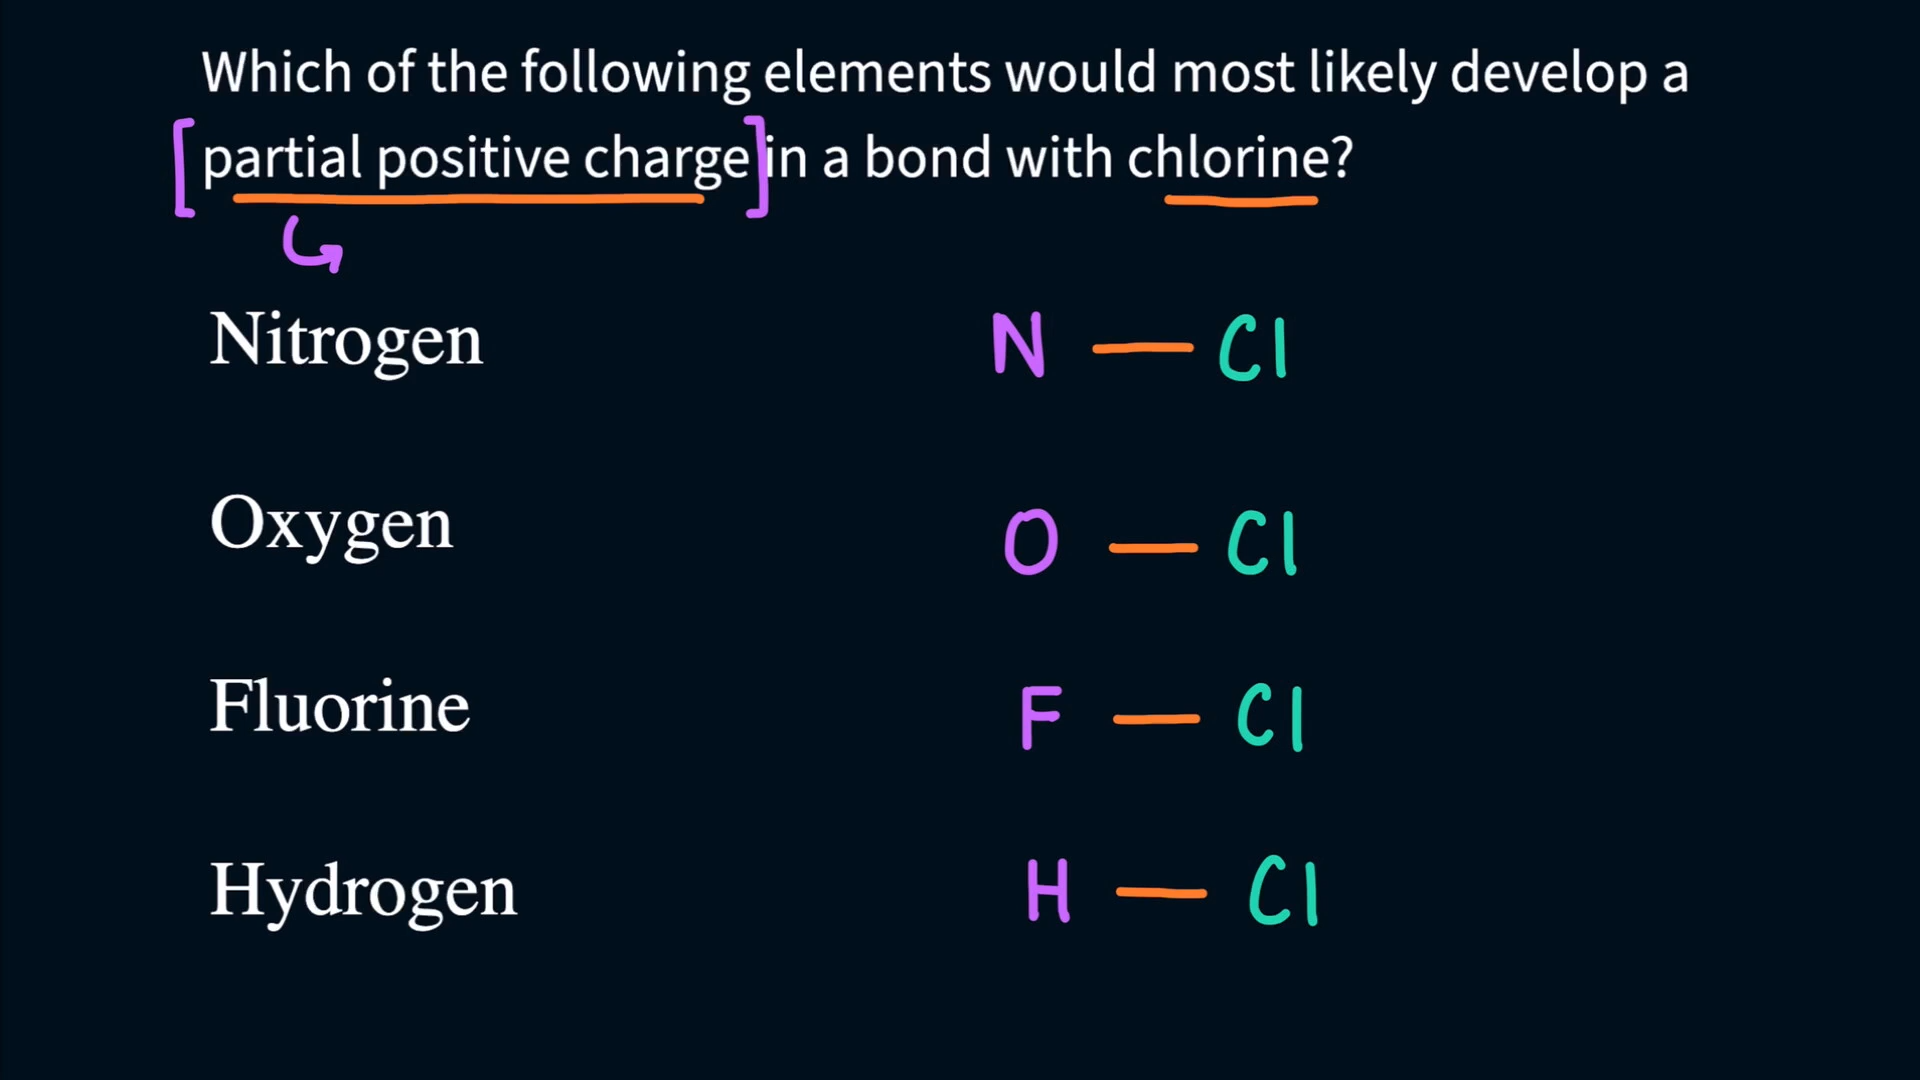 Which of the following elements would most likely develop a
[partial positive charge] in a bond with chlorine?
Nitrogen N — Cl
Oxygen O — Cl
Fluorine F — Cl
Hydrogen H — Cl